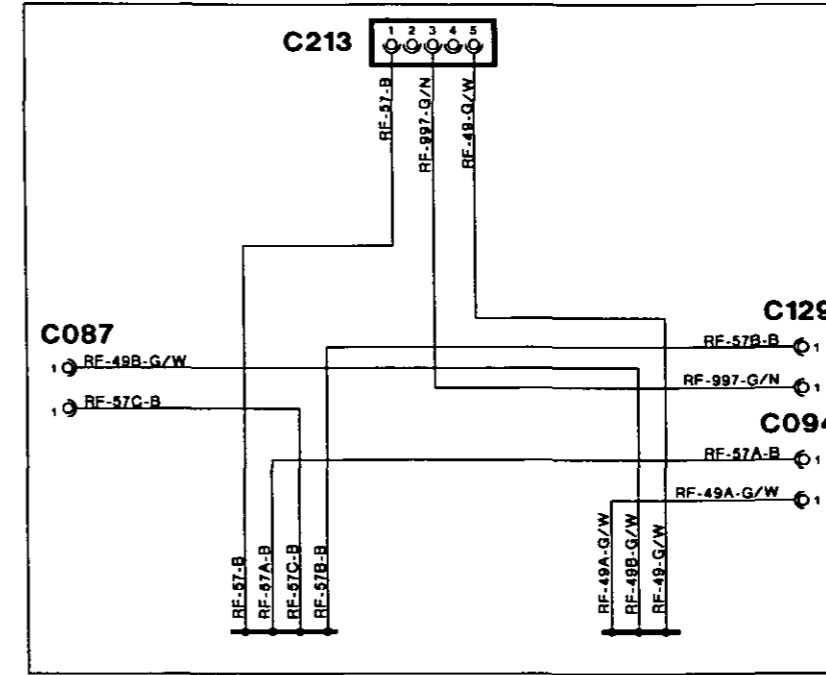 C213
1 2 3 4 5
RF-57-B
RF-997-G/N
RF-49-G/W
C129
C087
RF-57B-B
1
1 RF-49B-G/W
RF-997-G/N
1
1 RF-57C-B
C094
RF-57A-B
1
RF-49A-G/W
1
RF-57-B
RF-57A-B
RF-57C-B
RF-57B-B
RF-49A-G/W
RF-49B-G/W
RF-49-G/W